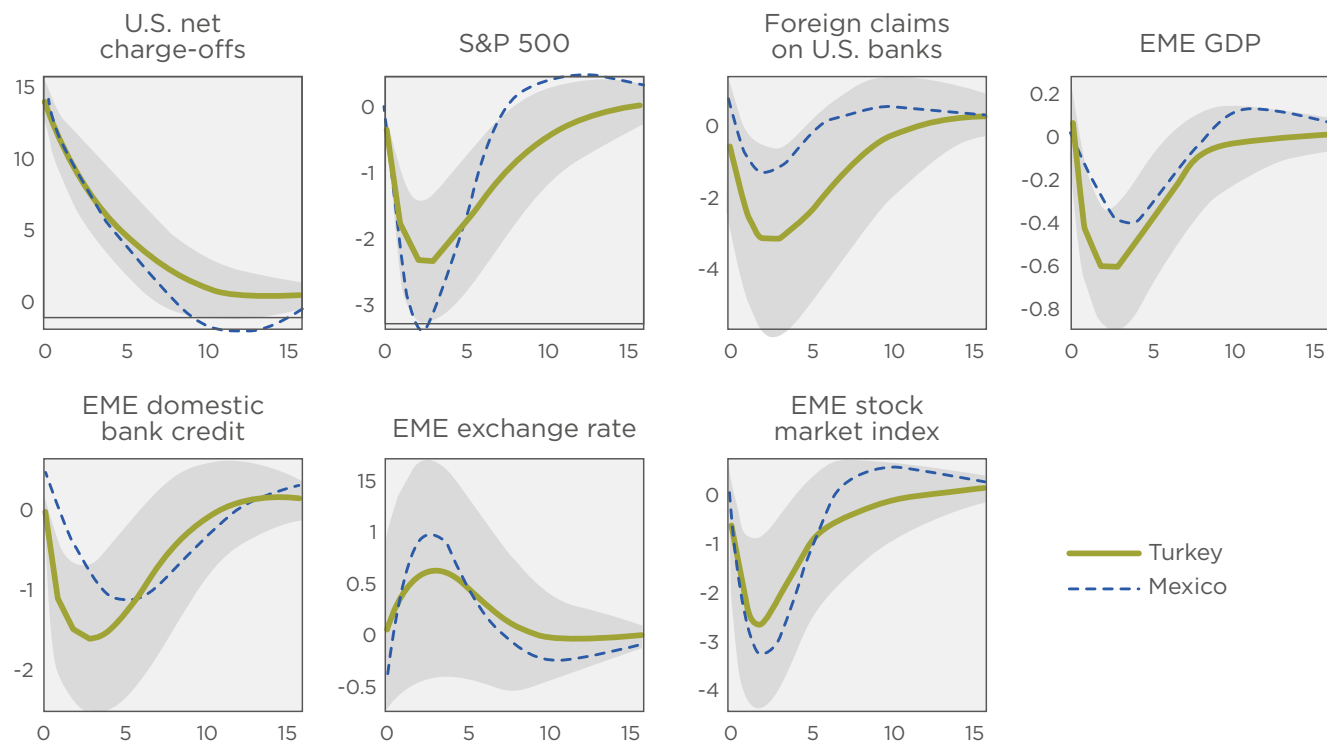 U.S. net
charge-offs
S&P 500
Foreign claims
on U.S. banks
EME GDP
15
10
5
0
0 5 10 15
0
-1
-2
-3
0 5 10 15
0
-2
-4
0 5 10 15
0.2
0
-0.2
-0.4
-0.6
-0.8
0 5 10 15
EME domestic
bank credit
EME exchange rate
EME stock
market index
0
-1
-2
0 5 10 15
15
1
0.5
0
-0.5
0 5 10 15
0
-1
-2
-3
-4
0 5 10 15
Turkey
Mexico